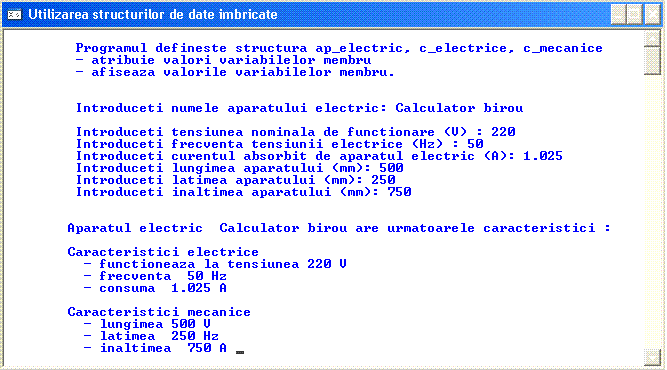 Utilizarea structurilor de date imbricate
Programul defineste structura ap_electric, c_electrice, c_mecanice
- atribuie valori variabilelor membru
- afiseaza valorile variabilelor membru.
Introduceti numele aparatului electric: Calculator birou
Introduceti tensiunea nominala de functionare (V) : 220
Introduceti frecventa tensiunii electrice (Hz) : 50
Introduceti curentul absorbit de aparatul electric (A): 1.025
Introduceti lungimea aparatului (mm): 500
Introduceti latimea aparatului (mm): 250
Introduceti inaltimea aparatului (mm): 750
Aparatul electric  Calculator birou are urmatoarele caracteristici :
Caracteristici electrice
- functioneaza la tensiunea 220 V
- frecventa  50 Hz
- consuma  1.025 A
Caracteristici mecanice
- lungimea 500 V
- latimea  250 Hz
- inaltimea  750 A